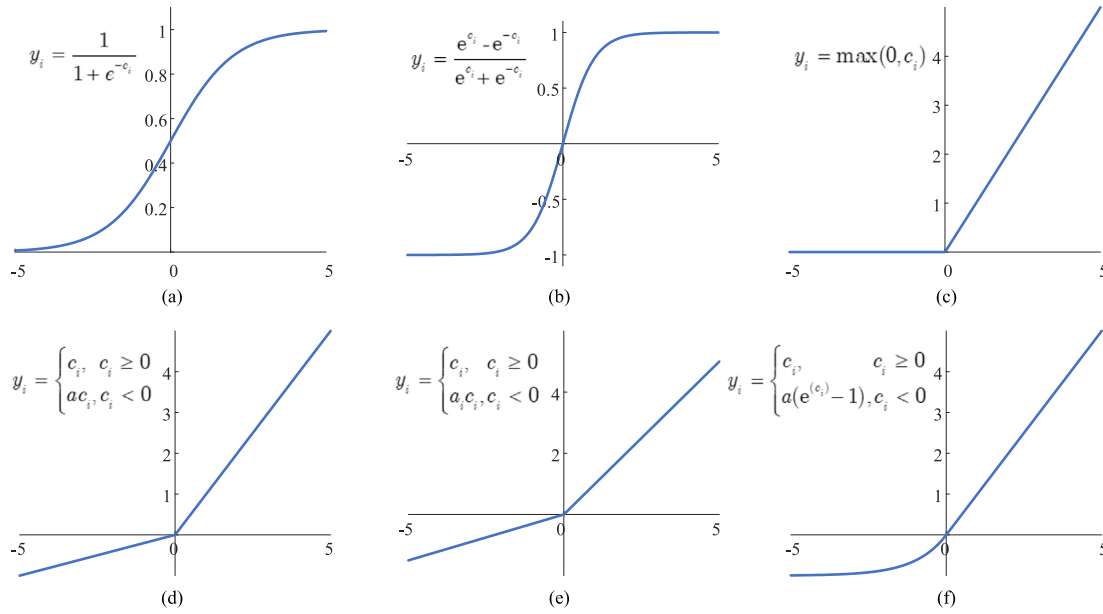 y_i = 1 / (1 + e^{-c_i})
1
0.8
0.6
0.4
0.2
-5
0
5
(a)
y_i = (e^{c_i} - e^{-c_i}) / (e^{c_i} + e^{-c_i})
1
0.5
-5
0
5
-0.5
-1
(b)
y_i = max(0, c_i)
4
3
2
1
-5
0
5
(c)
y_i = { c_i, c_i ≥ 0
ac_i, c_i < 0
4
3
2
1
-5
0
5
(d)
y_i = { c_i, c_i ≥ 0
a_i c_i, c_i < 0
4
2
-5
0
5
(e)
y_i = { c_i, c_i ≥ 0
a(e^{(c_i)} - 1), c_i < 0
4
3
2
1
-5
0
5
(f)